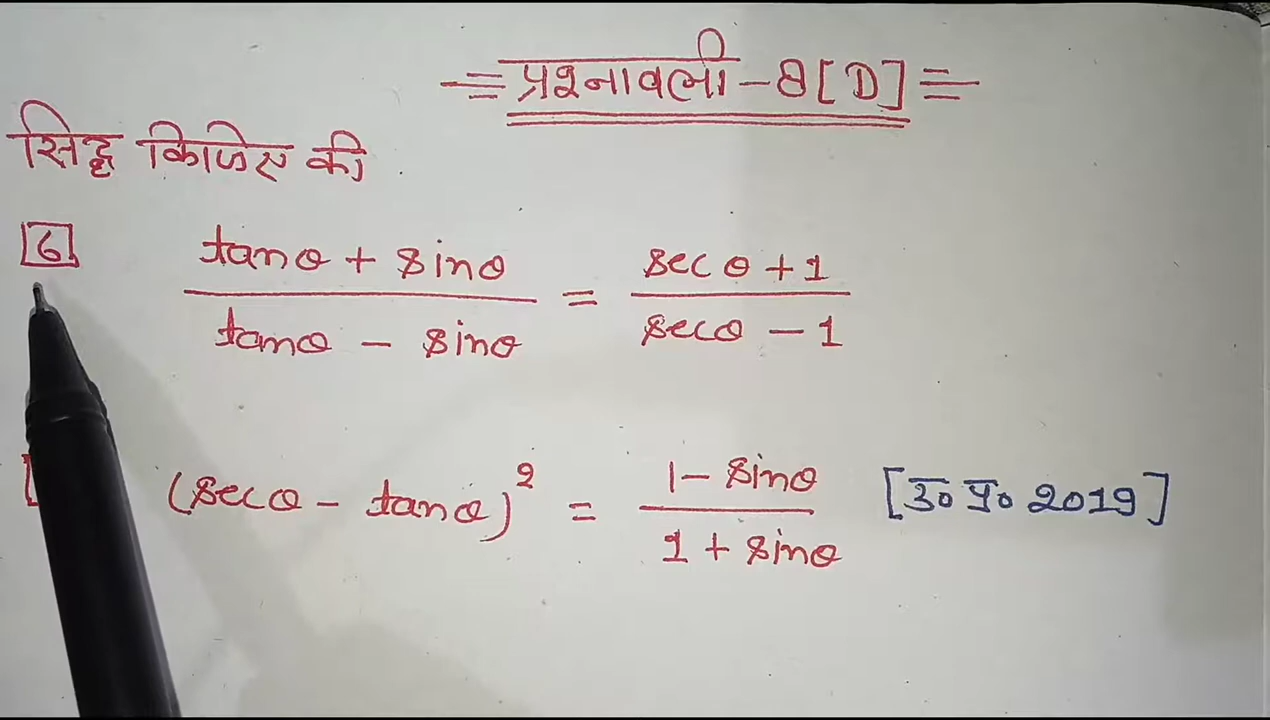 = प्रश्नावली - 8 [D] =
सिद्ध किजिए की
6 tanθ + sinθ / tanθ - sinθ = secθ + 1 / secθ - 1
(secθ - tanθ)² = 1 - sinθ / 1 + sinθ [उ० प्र० 2019]